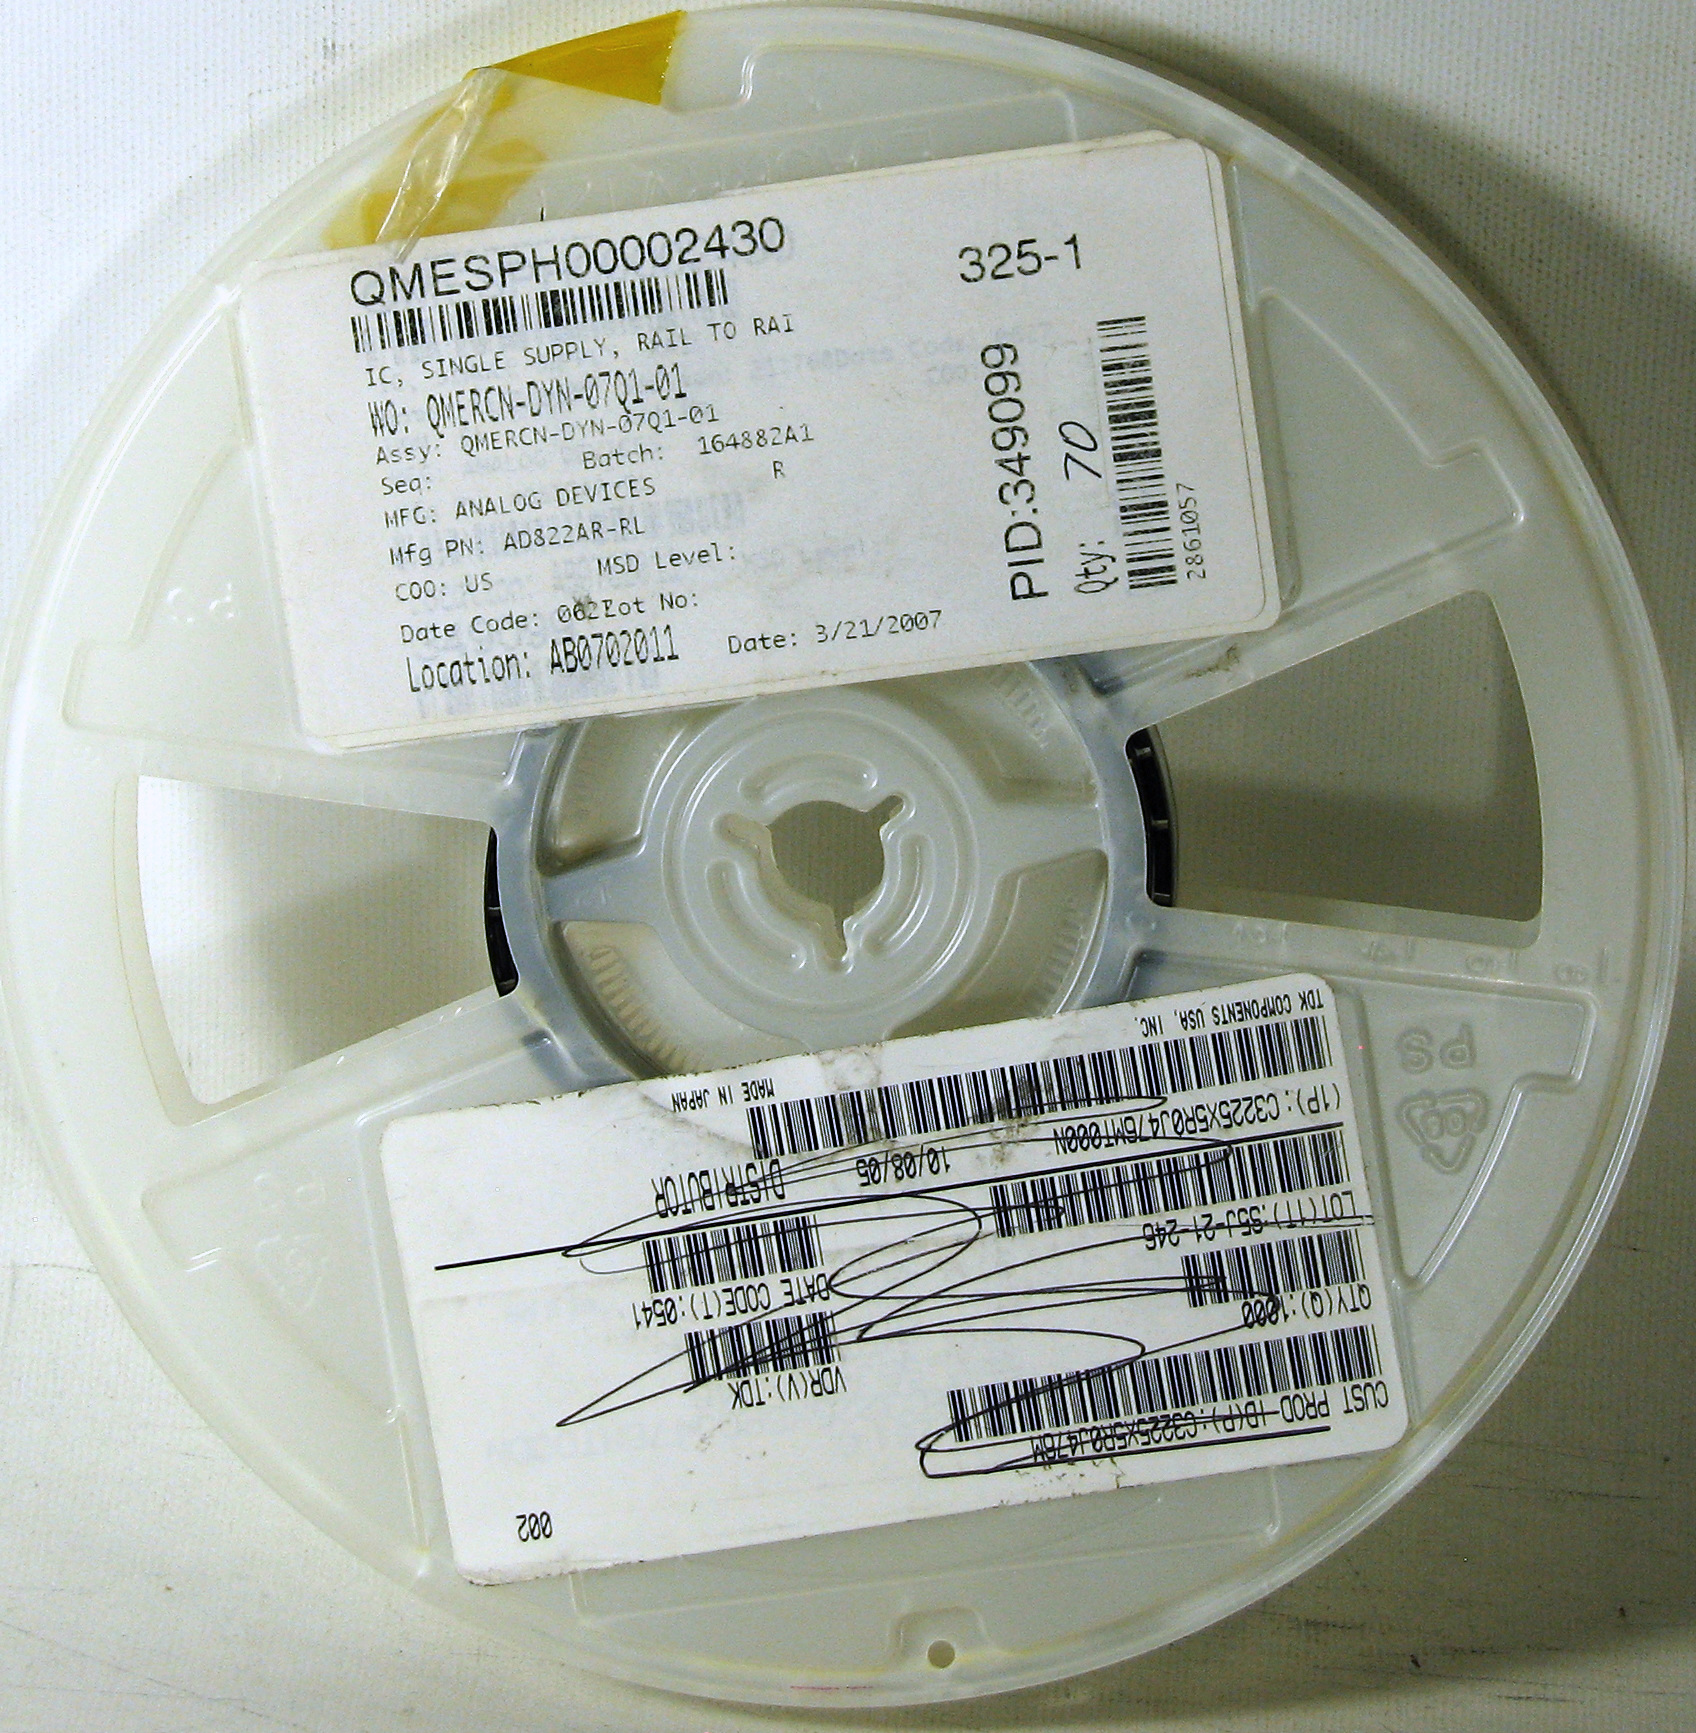 QMESPH00002430
325-1
IC, SINGLE SUPPLY, RAIL TO RAI
WO: QMERCN-DYN-07Q1-01
Assy: QMERCN-DYN-07Q1-01
Seq: Batch: 164882A1
MFG: ANALOG DEVICES R
Mfg PN: AD822AR-RL
COO: US MSD Level:
Date Code: 062 Lot No:
Location: AB0702011 Date: 3/21/2007
PID:349099
Qty: 70
2861057
PS
CUST PROD ID(P):C3225X5R0J476M
VDR(V):TDK
QTY(Q):1000
DATE CODE(T):0541
LOT(1T):S5J-21-246
DISTRIBUTOR 10/08/05
(1P):C3225X5R0J476MT000N
MADE IN JAPAN
TDK COMPONENTS USA, INC.
002